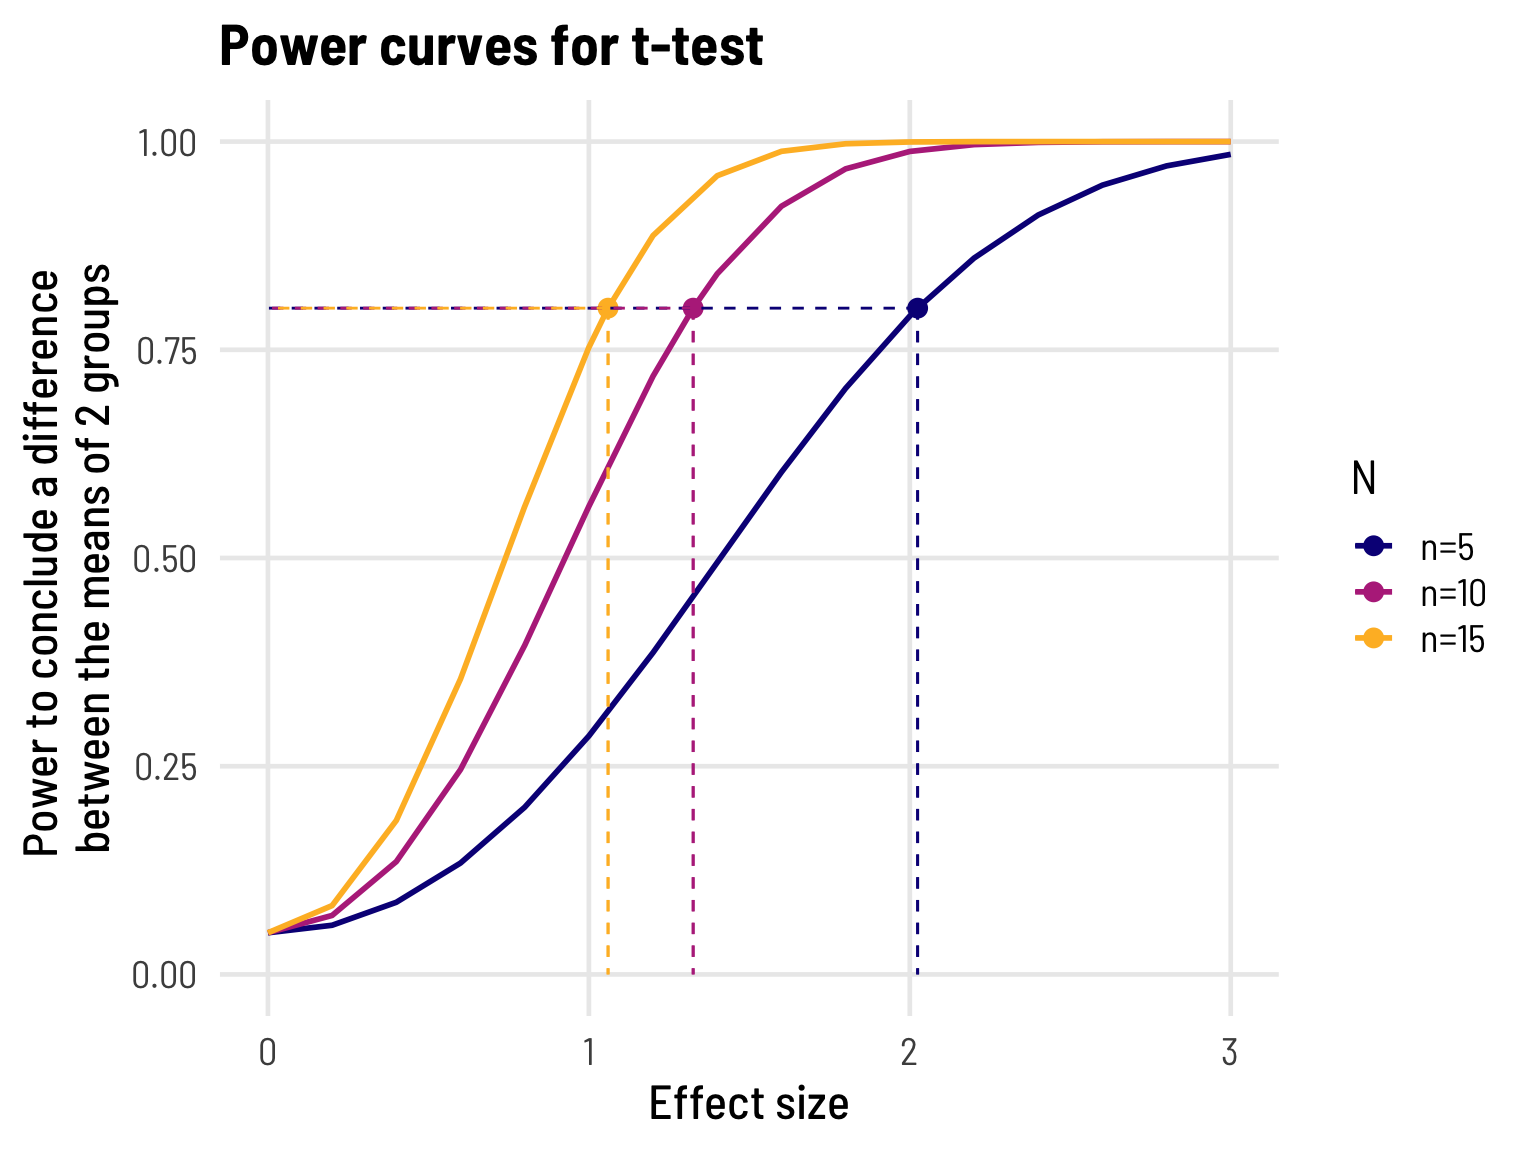 Power curves for t-test
Power to conclude a difference
between the means of 2 groups
1.00
0.75
0.50
0.25
0.00
0
1
2
3
Effect size
N
n=5
n=10
n=15